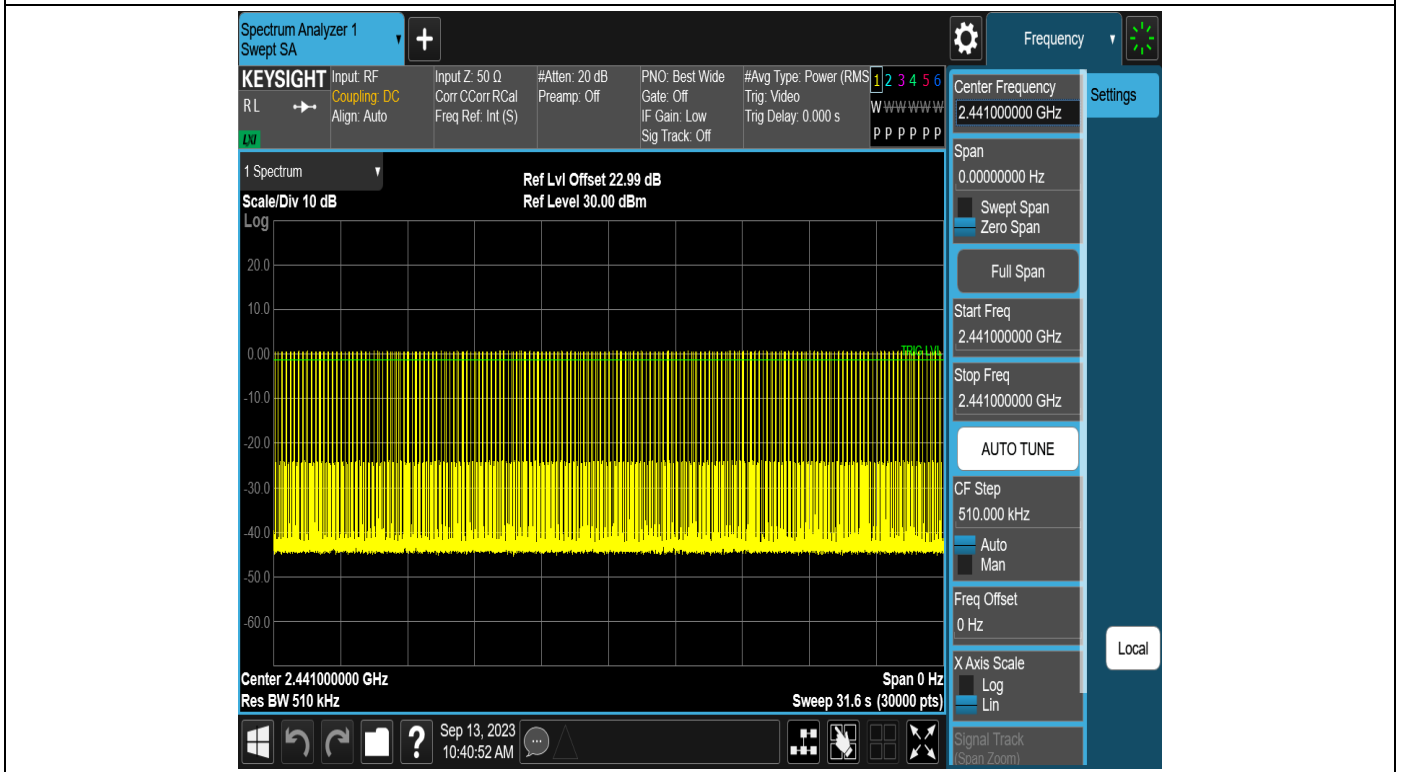 Spectrum Analyzer 1
Swept SA
+
Frequency
KEYSIGHT
R L
LXI
Input: RF
Coupling: DC
Align: Auto
Input Z: 50 Ω
Corr CCorr RCal
Freq Ref: Int (S)
#Atten: 20 dB
Preamp: Off
PNO: Best Wide
Gate: Off
IF Gain: Low
Sig Track: Off
#Avg Type: Power (RMS
Trig: Video
Trig Delay: 0.000 s
1 2 3 4 5 6
W W W W W W
P P P P P P
1 Spectrum
Scale/Div 10 dB
Ref Lvl Offset 22.99 dB
Ref Level 30.00 dBm
Log
20.0
10.0
0.00
TRIG LVL
-10.0
-20.0
-30.0
-40.0
-50.0
-60.0
Center 2.441000000 GHz
Span 0 Hz
Res BW 510 kHz
Sweep 31.6 s (30000 pts)
Center Frequency
2.441000000 GHz
Settings
Span
0.00000000 Hz
Swept Span
Zero Span
Full Span
Start Freq
2.441000000 GHz
Stop Freq
2.441000000 GHz
AUTO TUNE
CF Step
510.000 kHz
Auto
Man
Freq Offset
0 Hz
X Axis Scale
Log
Lin
Signal Track
(Span Zoom)
Local
?
Sep 13, 2023
10:40:52 AM